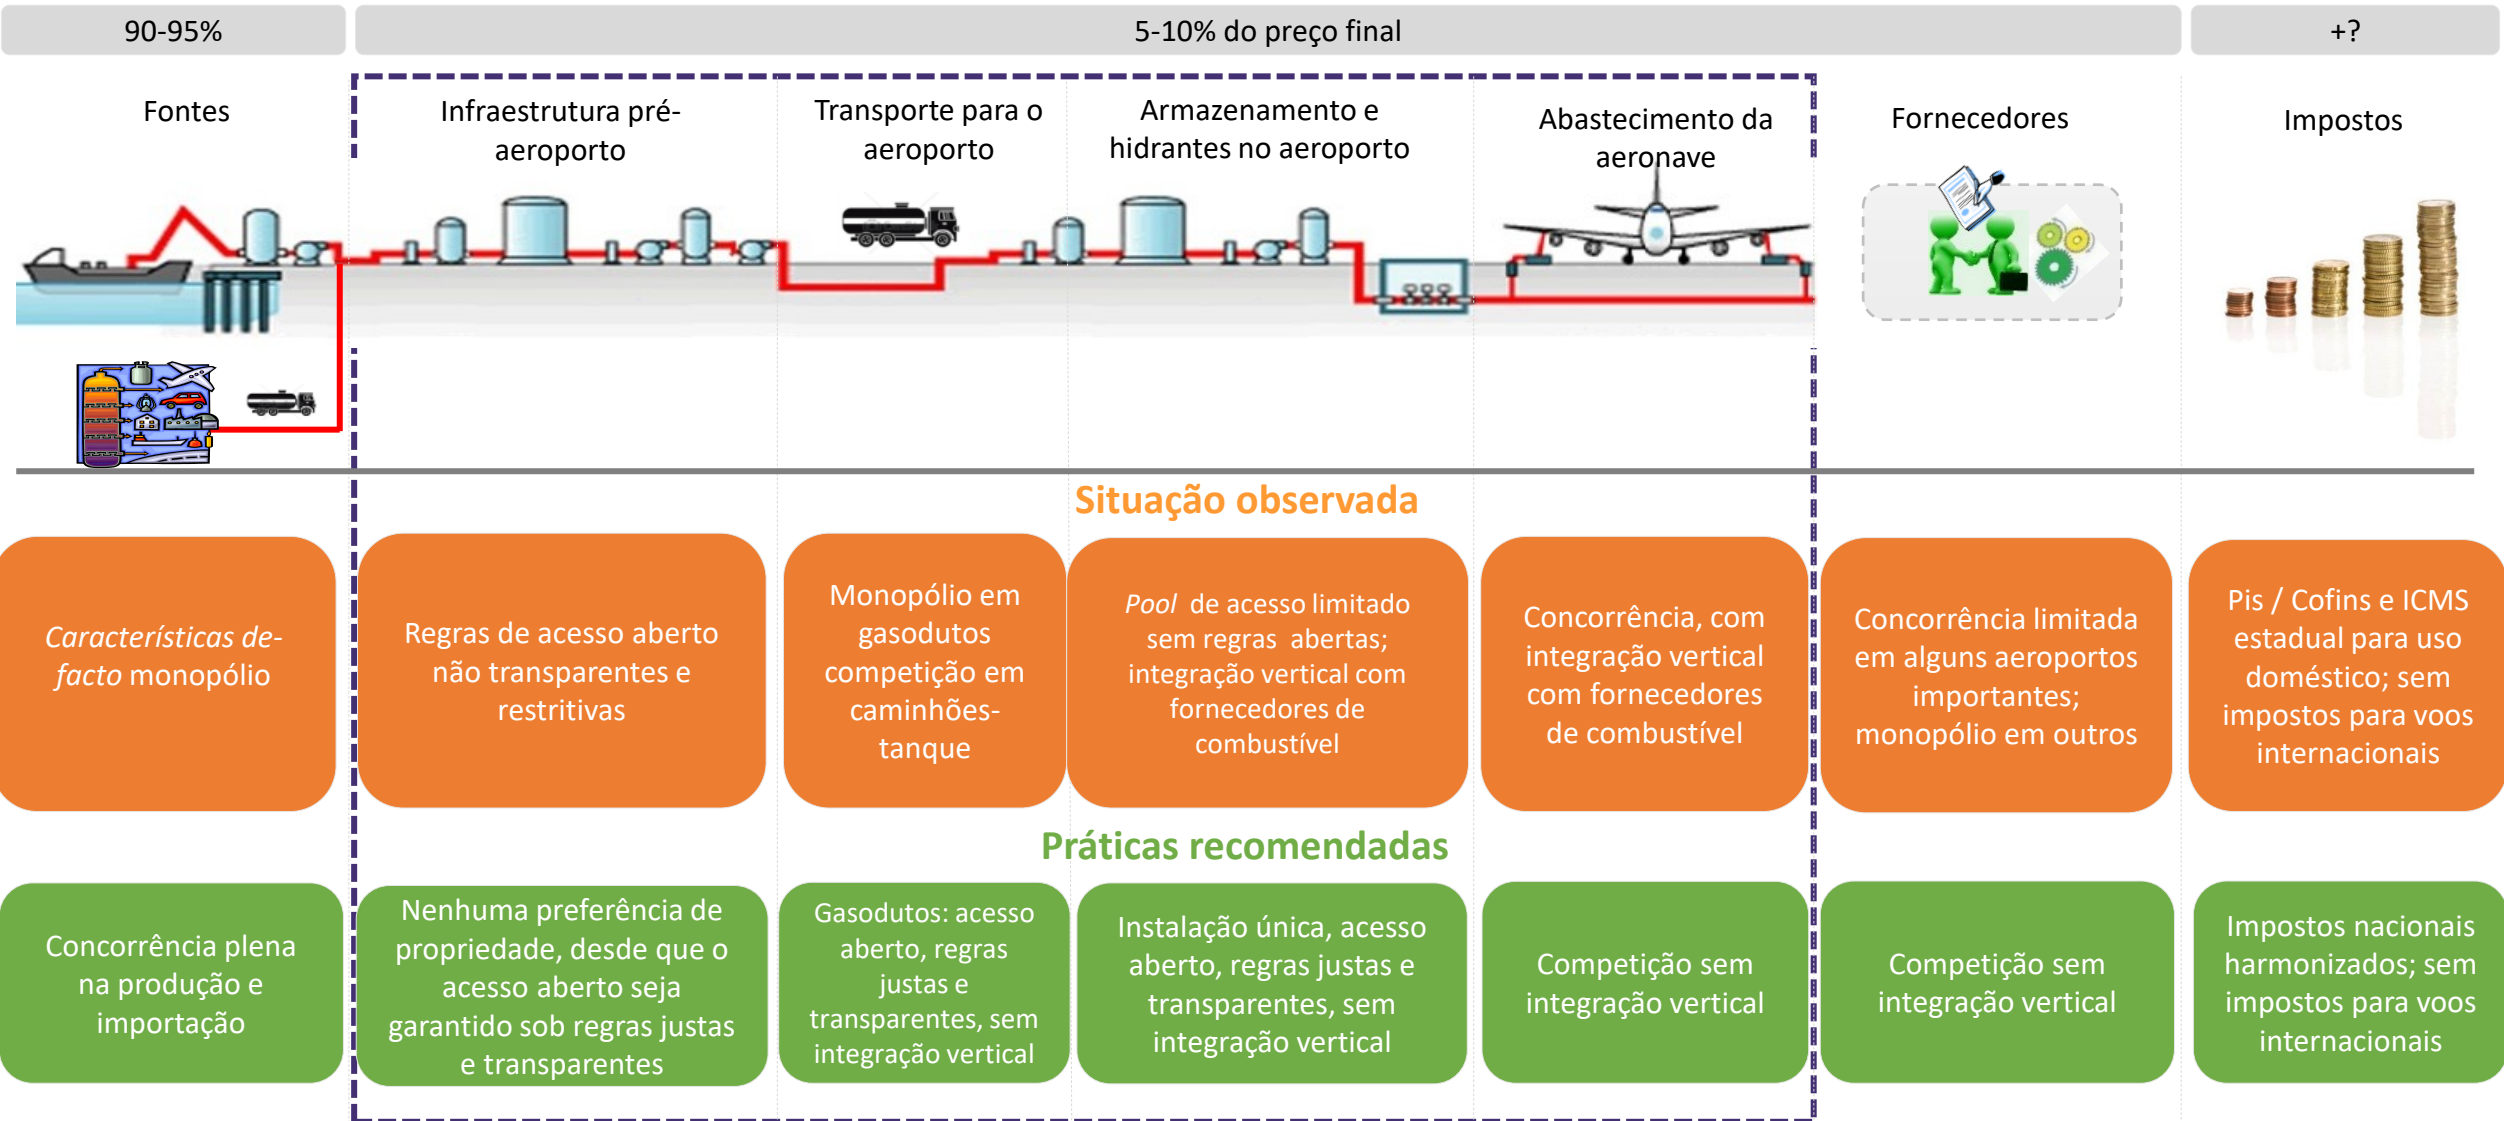 90-95%
5-10% do preço final
+?
Fontes
Infraestrutura pré-
aeroporto
Transporte para o
aeroporto
Armazenamento e
hidrantes no aeroporto
Abastecimento da
aeronave
Fornecedores
Impostos
Situação observada
Características de-
facto monopólio
Regras de acesso aberto
não transparentes e
restritivas
Monopólio em
gasodutos
competição em
caminhões-
tanque
Pool de acesso limitado
sem regras abertas;
integração vertical com
fornecedores de
combustível
Concorrência, com
integração vertical
com fornecedores
de combustível
Concorrência limitada
em alguns aeroportos
importantes;
monopólio em outros
Pis / Cofins e ICMS
estadual para uso
doméstico; sem
impostos para voos
internacionais
Práticas recomendadas
Concorrência plena
na produção e
importação
Nenhuma preferência de
propriedade, desde que o
acesso aberto seja
garantido sob regras justas
e transparentes
Gasodutos: acesso
aberto, regras
justas e
transparentes, sem
integração vertical
Instalação única, acesso
aberto, regras justas e
transparentes, sem
integração vertical
Competição sem
integração vertical
Competição sem
integração vertical
Impostos nacionais
harmonizados; sem
impostos para voos
internacionais